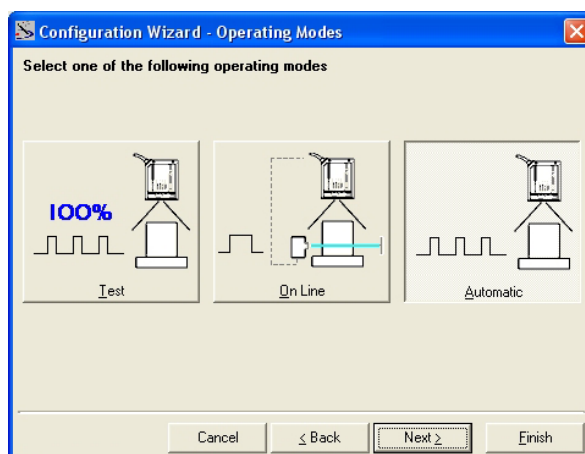 Configuration Wizard - Operating Modes
Select one of the following operating modes
100%
Test
On Line
Automatic
Cancel
< Back
Next >
Finish